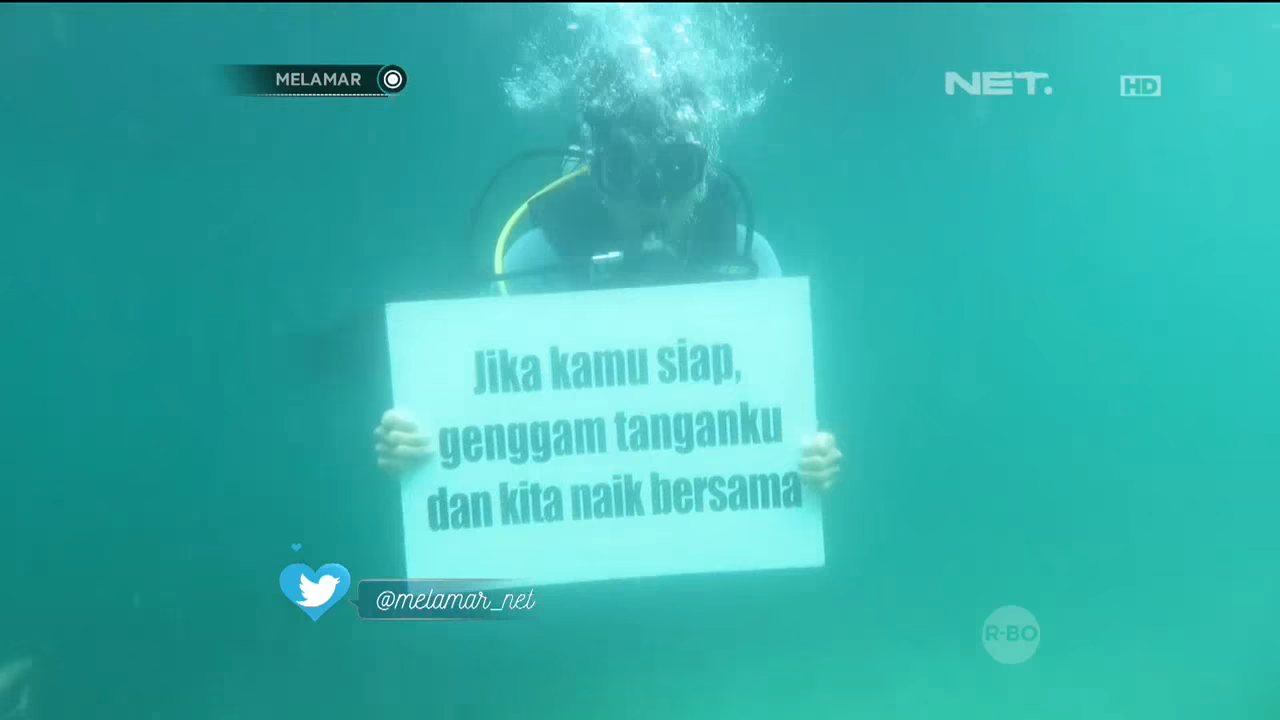 MELAMAR
NET.
HD
Jika kamu siap,
genggam tanganku
dan kita naik bersama
@melamar_net
R-BO